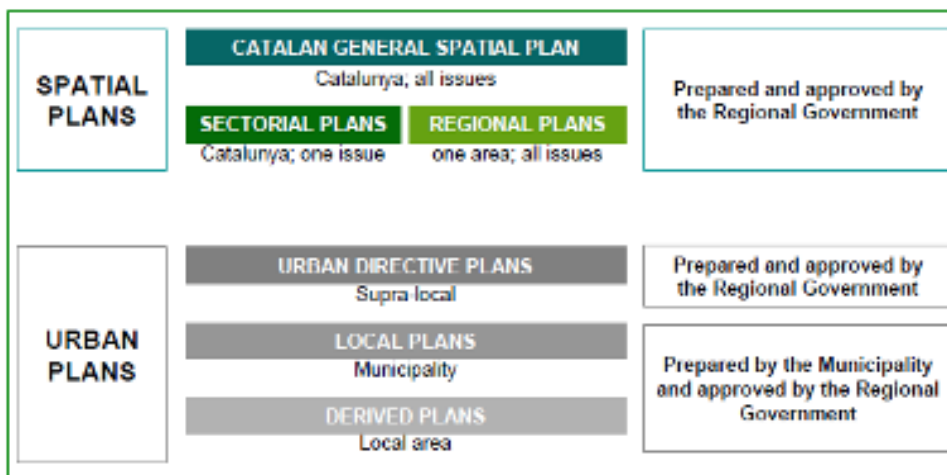 SPATIAL
PLANS
CATALAN GENERAL SPATIAL PLAN
Catalunya; all issues
SECTORIAL PLANS
Catalunya; one issue
REGIONAL PLANS
one area; all issues
Prepared and approved by
the Regional Government
URBAN
PLANS
URBAN DIRECTIVE PLANS
Supra-local
Prepared and approved by
the Regional Government
LOCAL PLANS
Municipality
DERIVED PLANS
Local area
Prepared by the Municipality
and approved by the Regional
Government